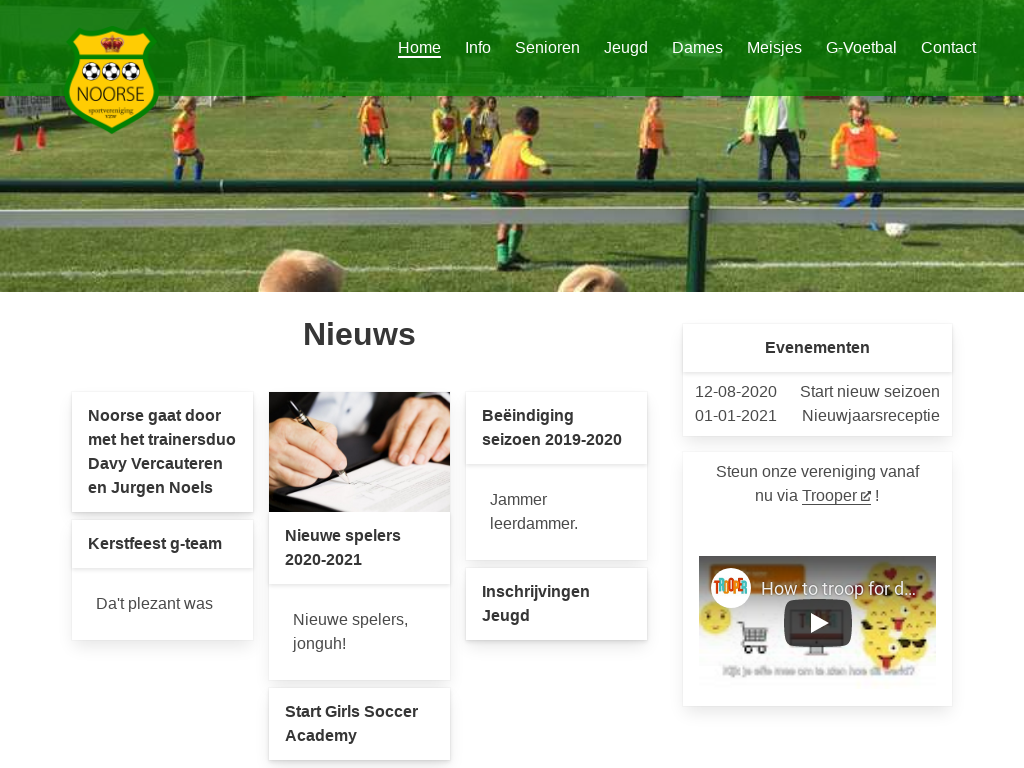 NOORSE
sportvereniging
vzw
Home Info Senioren Jeugd Dames Meisjes G-Voetbal Contact
Nieuws
Noorse gaat door
met het trainersduo
Davy Vercauteren
en Jurgen Noels
Kerstfeest g-team
Da't plezant was
Nieuwe spelers
2020-2021
Nieuwe spelers,
jonguh!
Start Girls Soccer
Academy
Beëindiging
seizoen 2019-2020
Jammer
leerdammer.
Inschrijvingen
Jeugd
Evenementen
12-08-2020 Start nieuw seizoen
01-01-2021 Nieuwjaarsreceptie
Steun onze vereniging vanaf
nu via Trooper !
TROOPER
How to troop for d...
Kijk je effe mee om te zien hoe dit werkt?